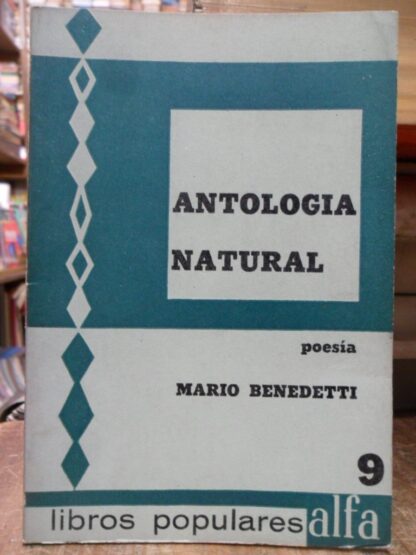 ANTOLOGIA
NATURAL
poesía
MARIO BENEDETTI
9
libros populares alfa